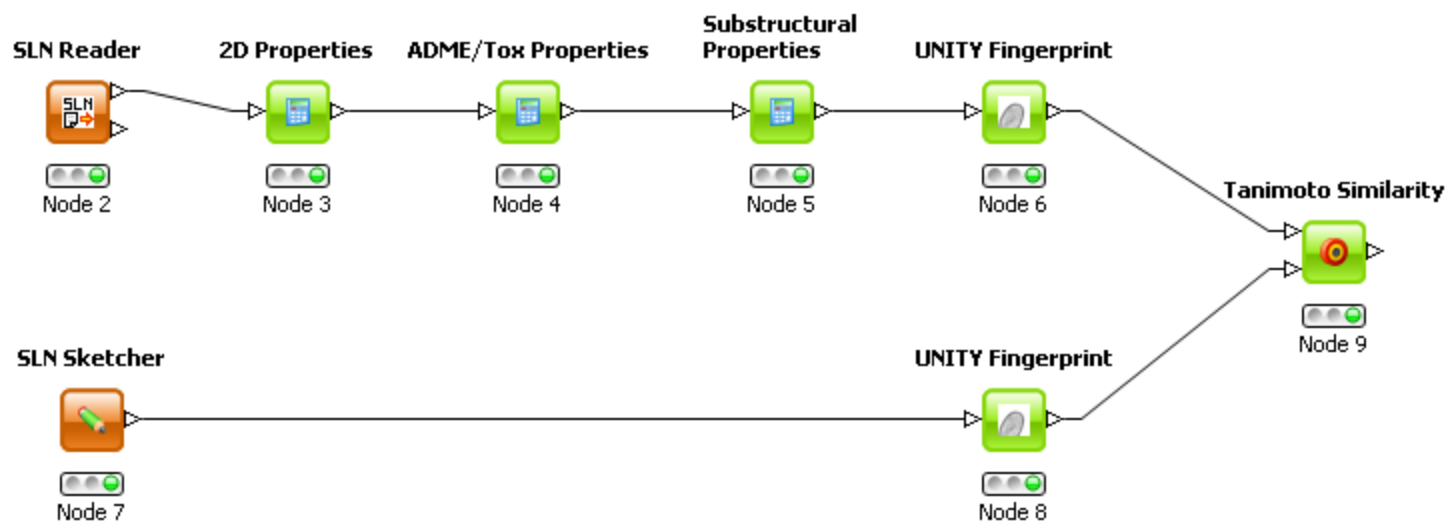 Substructural
SLN Reader 2D Properties ADME/Tox Properties Properties UNITY Fingerprint
SLN
Node 2 Node 3 Node 4 Node 5 Node 6
Tanimoto Similarity
Node 9
SLN Sketcher UNITY Fingerprint
Node 7 Node 8